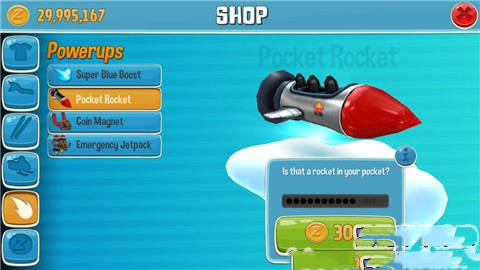 29,995,167
SHOP
Powerups
Pocket Rocket
Super Blue Boost
Pocket Rocket
Coin Magnet
Emergency Jetpack
Is that a rocket in your pocket?
300